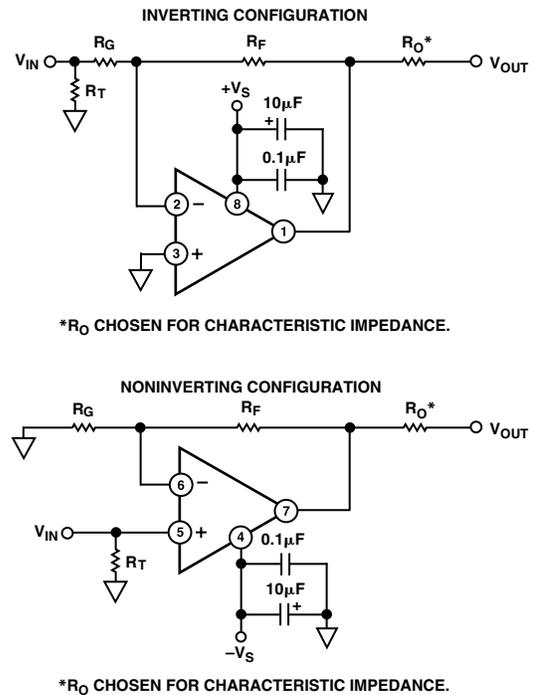 INVERTING CONFIGURATION
VIN RG RF RO* VOUT
RT
+VS
10µF
+
0.1µF
2 − 8
1
3 +
*RO CHOSEN FOR CHARACTERISTIC IMPEDANCE.
NONINVERTING CONFIGURATION
RG RF RO* VOUT
6 −
7
VIN 5 + 4 0.1µF
RT
10µF
+
−VS
*RO CHOSEN FOR CHARACTERISTIC IMPEDANCE.